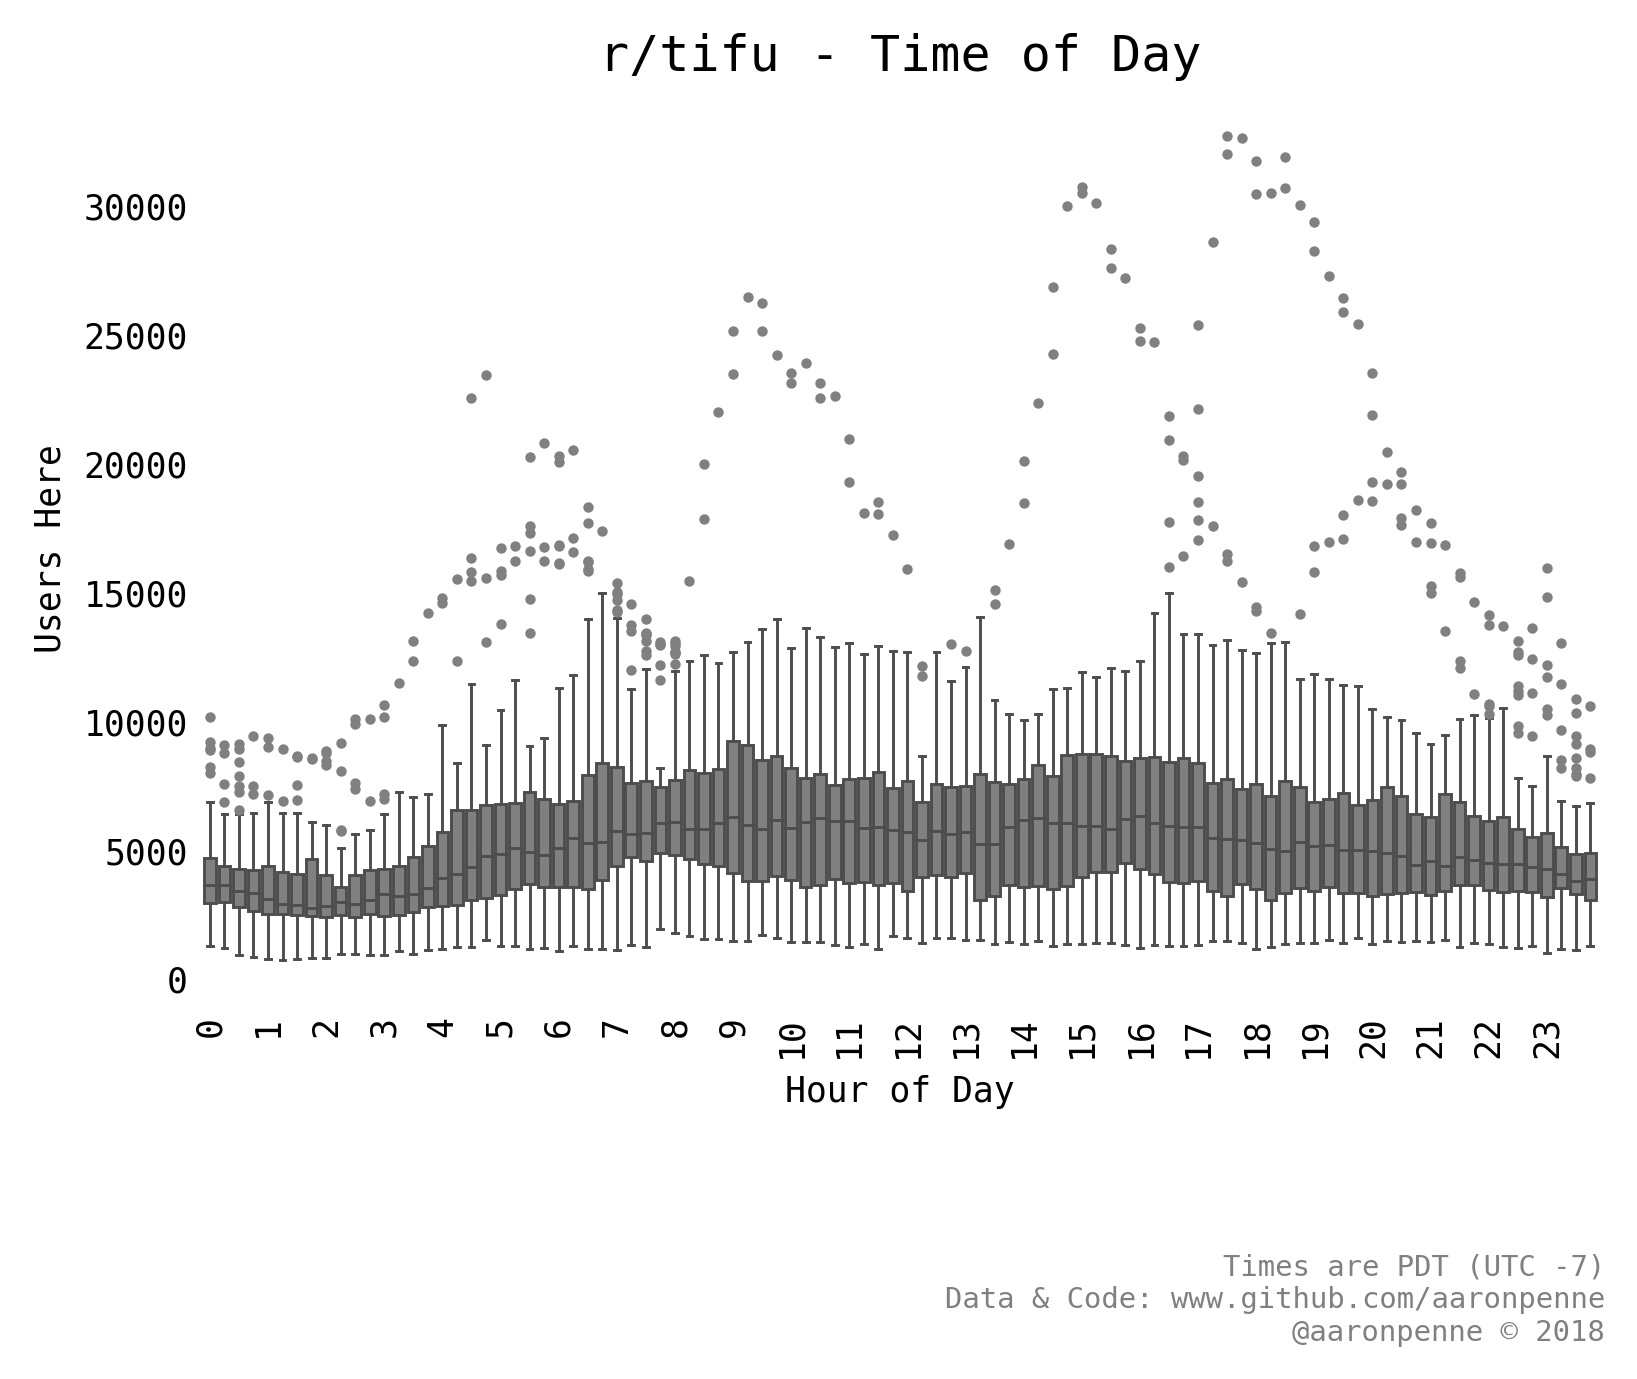 r/tifu - Time of Day
Users Here
30000
25000
20000
15000
10000
5000
0
0 1 2 3 4 5 6 7 8 9 10 11 12 13 14 15 16 17 18 19 20 21 22 23
Hour of Day
Times are PDT (UTC -7)
Data & Code: www.github.com/aaronpenne
@aaronpenne © 2018